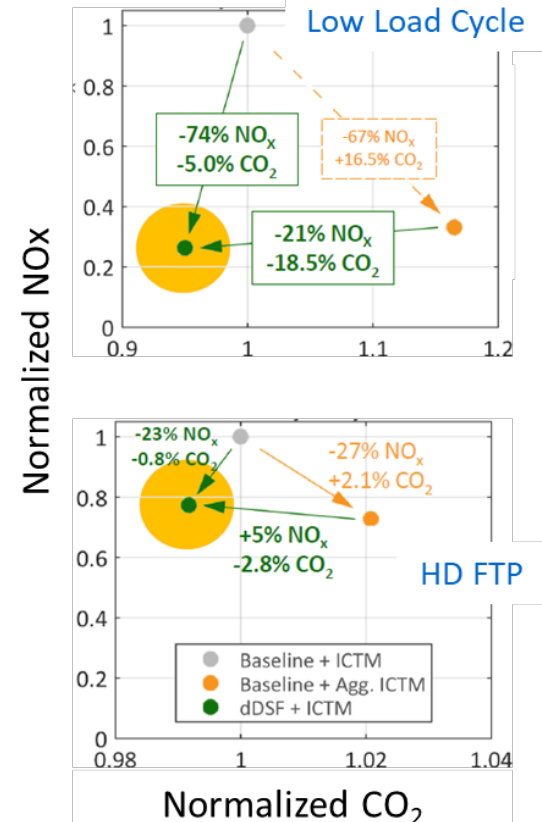 Low Load Cycle
1
0.8
0.6
0.4
0.2
0
-74% NOx
-5.0% CO2
-67% NOx
+16.5% CO2
-21% NOx
-18.5% CO2
0.9
1
1.1
1.2
Normalized NOx
1
0.8
0.6
0.4
0.2
0
-23% NOx
-0.8% CO2
-27% NOx
+2.1% CO2
+5% NOx
-2.8% CO2
HD FTP
Baseline + ICTM
Baseline + Agg. ICTM
dDSF + ICTM
0.98
1
1.02
1.04
Normalized CO2